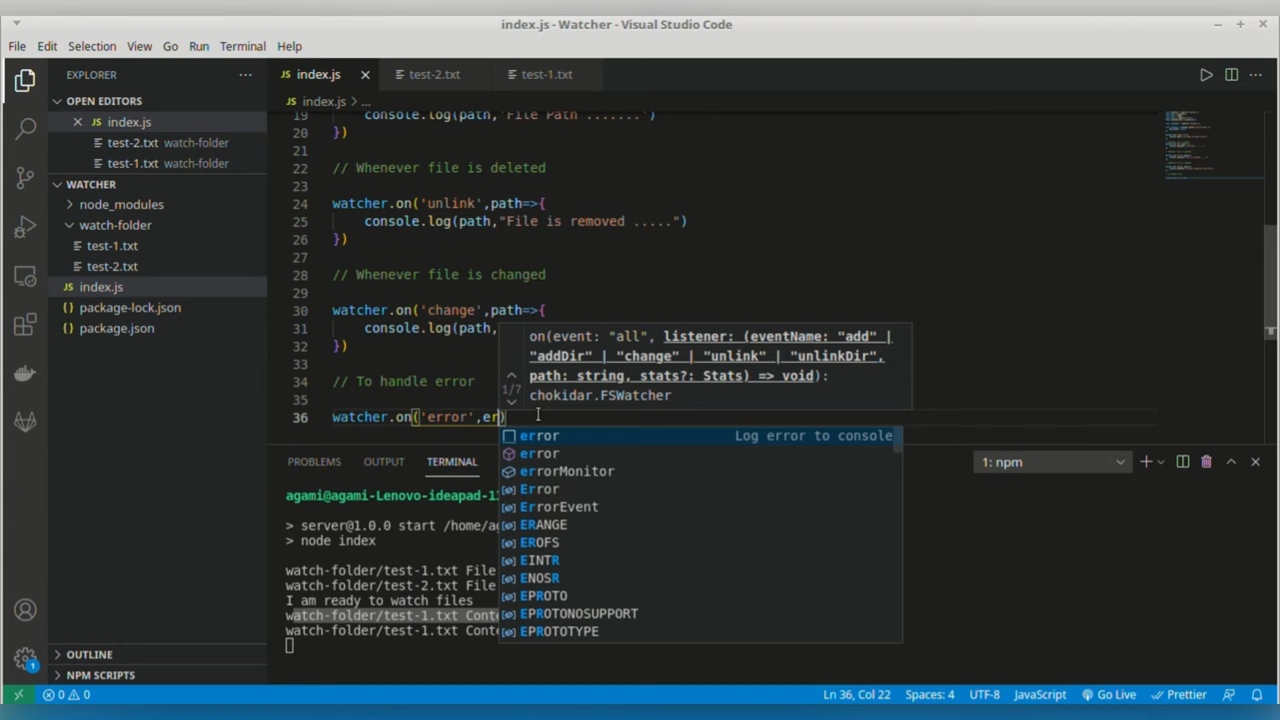 index.js - Watcher - Visual Studio Code
File Edit Selection View Go Run Terminal Help
EXPLORER
OPEN EDITORS
index.js
test-2.txt watch-folder
test-1.txt watch-folder
WATCHER
node_modules
watch-folder
test-1.txt
test-2.txt
JS index.js
{} package-lock.json
{} package.json
OUTLINE
NPM SCRIPTS
JS index.js test-2.txt test-1.txt
JS index.js > ...
19 console.log(path,'File Path .......')
20 })
21
22 // Whenever file is deleted
23
24 watcher.on('unlink',path=>{
25 console.log(path,"File is removed .....")
26 })
27
28 // Whenever file is changed
29
30 watcher.on('change',path=>{
31 console.log(path,
32 })
33
34 // To handle error
35
36 watcher.on('error',er)
on(event: "all", listener: (eventName: "add" |
"addDir" | "change" | "unlink" | "unlinkDir",
path: string, stats?: Stats) => void):
1/7
chokidar.FSWatcher
error Log error to console
error
errorMonitor
Error
ErrorEvent
ERANGE
EROFS
EINTR
ENOSR
EPROTO
EPROTONOSUPPORT
EPROTOTYPE
PROBLEMS OUTPUT TERMINAL 1: npm
agami@agami-Lenovo-ideapad-1
> server@1.0.0 start /home/ag
> node index
watch-folder/test-1.txt File
watch-folder/test-2.txt File
I am ready to watch files
watch-folder/test-1.txt Conte
watch-folder/test-1.txt Conte
1
0 0 Ln 36, Col 22 Spaces: 4 UTF-8 JavaScript Go Live Prettier